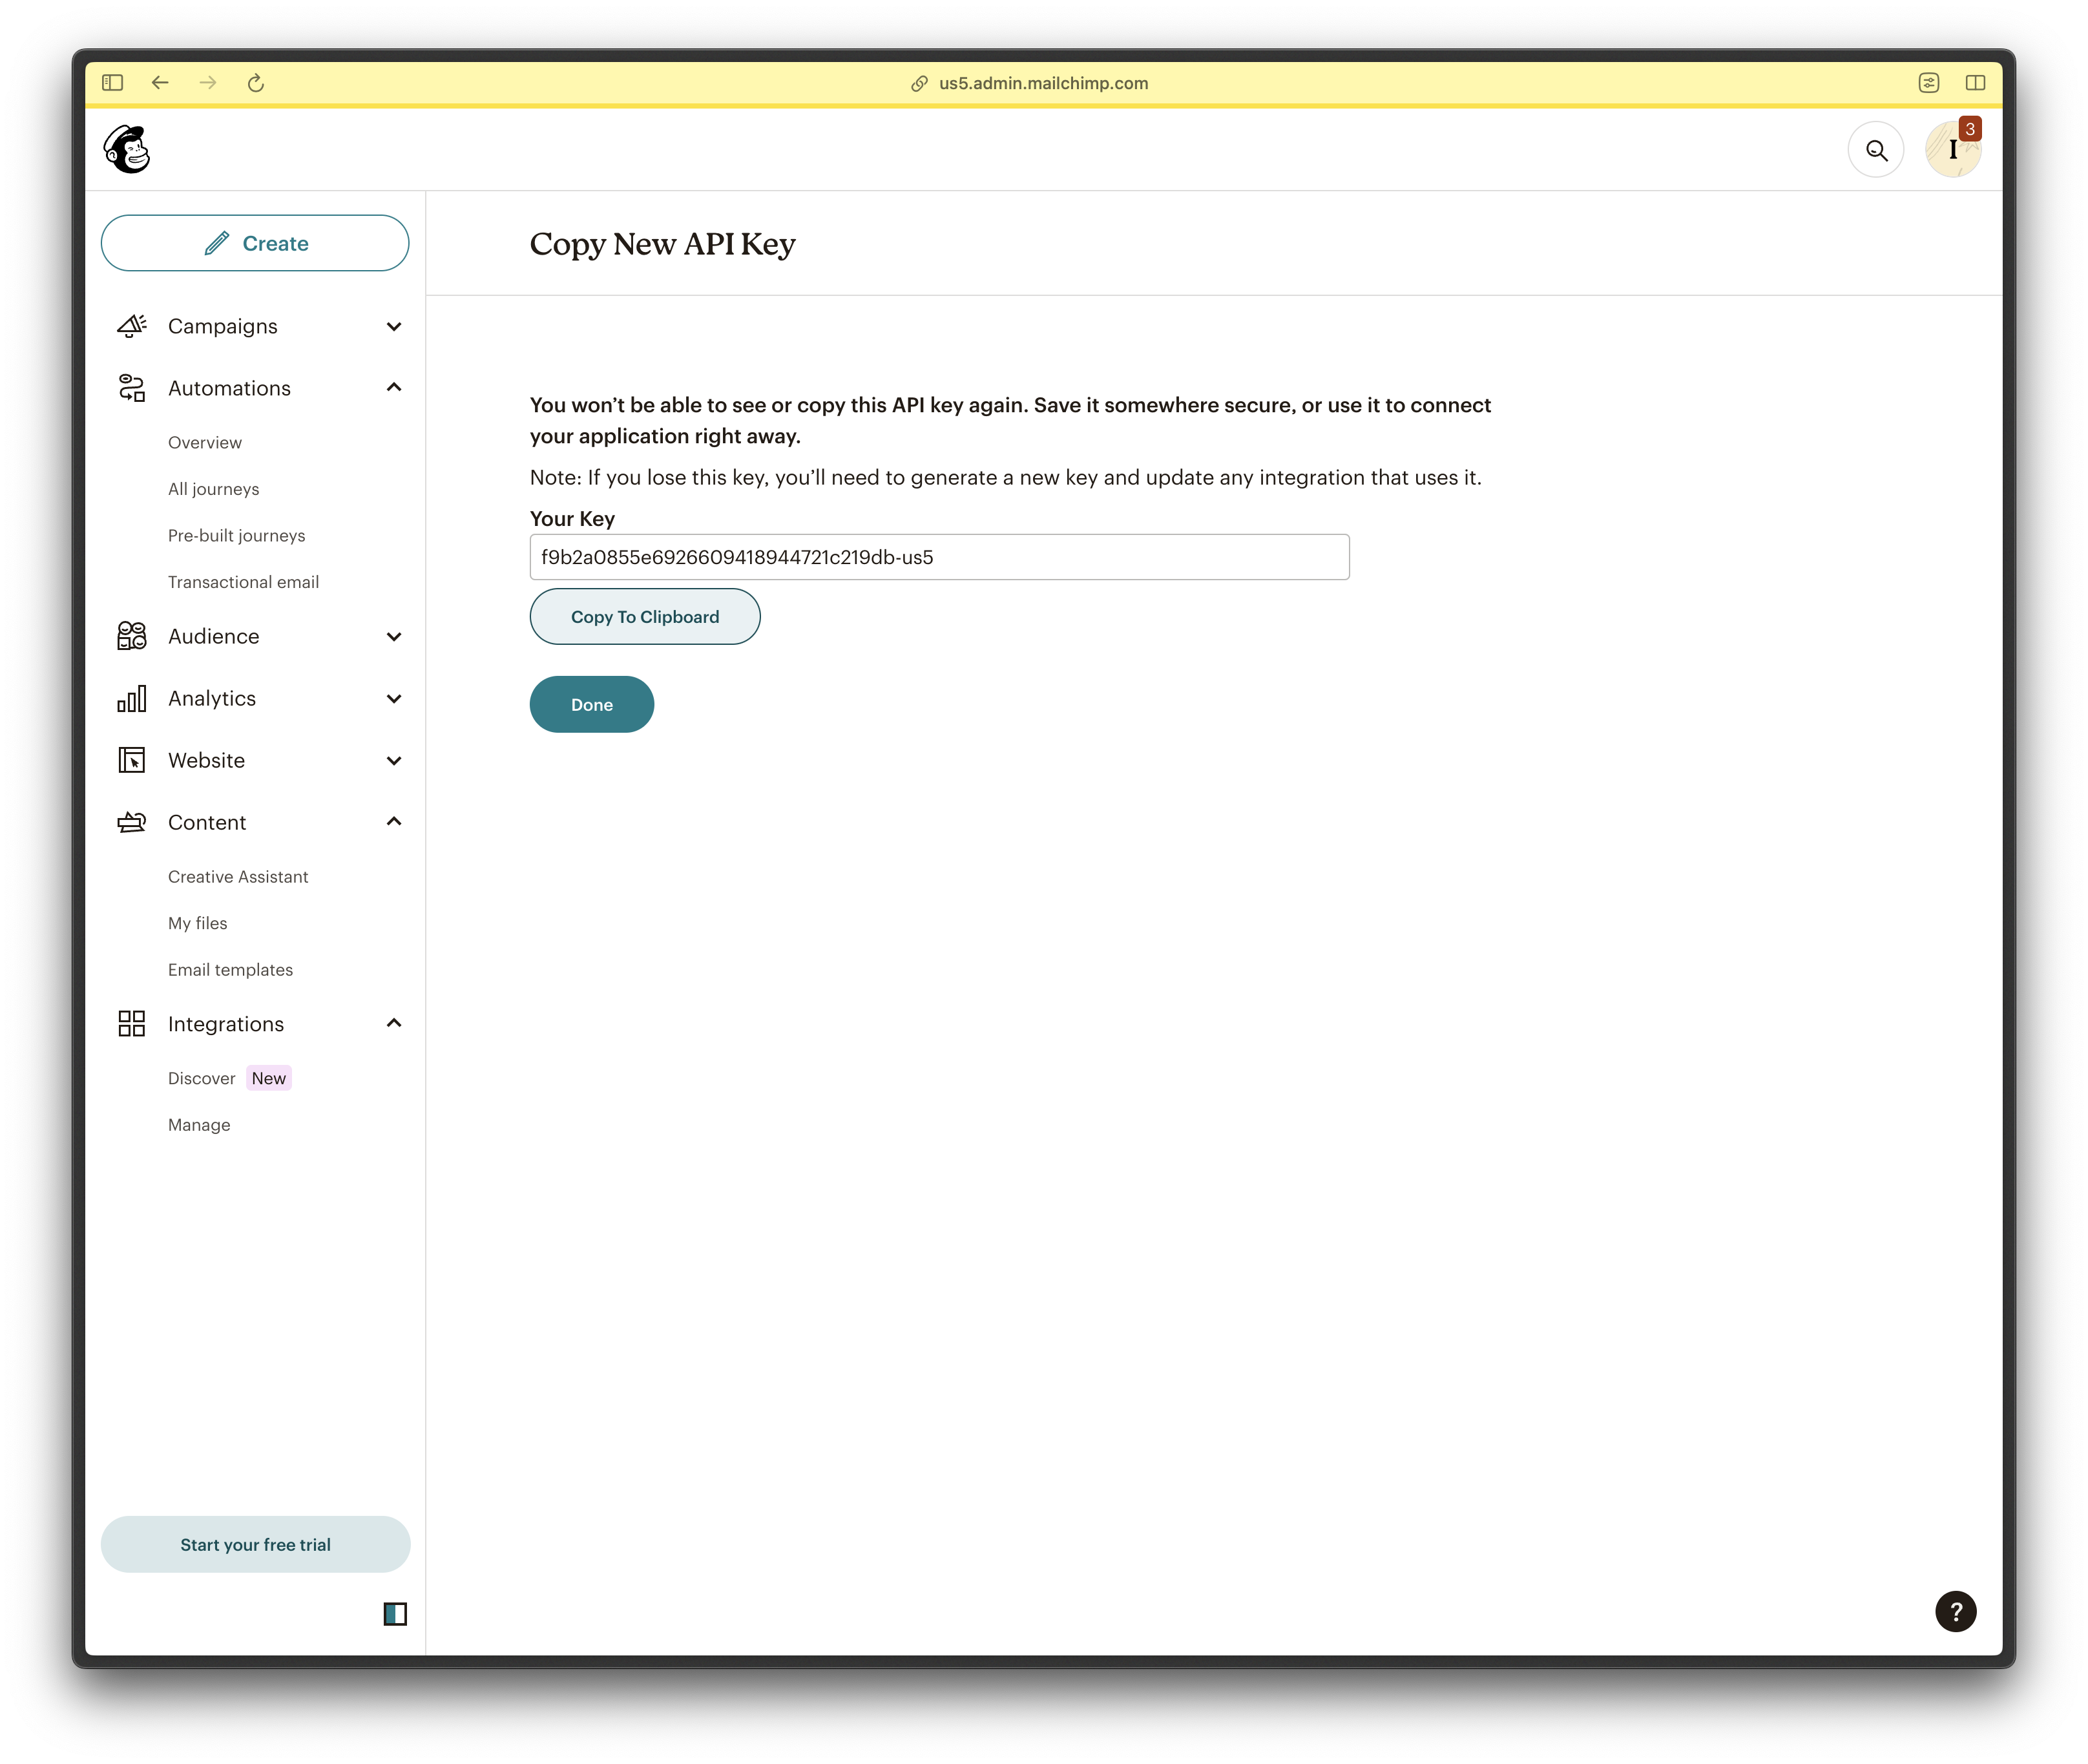 us5.admin.mailchimp.com
3
I
Create
Campaigns
Automations
Overview
All journeys
Pre-built journeys
Transactional email
Audience
Analytics
Website
Content
Creative Assistant
My files
Email templates
Integrations
Discover New
Manage
Start your free trial
Copy New API Key
You won’t be able to see or copy this API key again. Save it somewhere secure, or use it to connect
your application right away.
Note: If you lose this key, you’ll need to generate a new key and update any integration that uses it.
Your Key
f9b2a0855e6926609418944721c219db-us5
Copy To Clipboard
Done
?